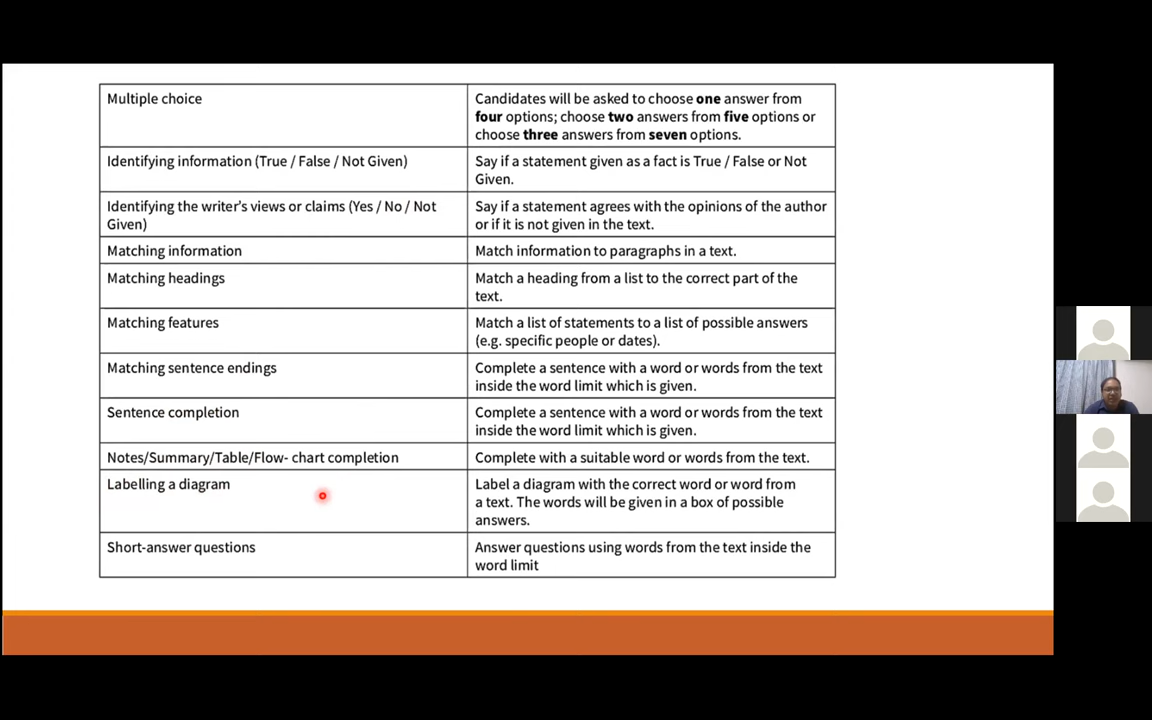 Multiple choice
Candidates will be asked to choose one answer from
four options; choose two answers from five options or
choose three answers from seven options.
Identifying information (True / False / Not Given)
Say if a statement given as a fact is True / False or Not
Given.
Identifying the writer's views or claims (Yes / No / Not
Given)
Say if a statement agrees with the opinions of the author
or if it is not given in the text.
Matching information
Match information to paragraphs in a text.
Matching headings
Match a heading from a list to the correct part of the
text.
Matching features
Match a list of statements to a list of possible answers
(e.g. specific people or dates).
Matching sentence endings
Complete a sentence with a word or words from the text
inside the word limit which is given.
Sentence completion
Complete a sentence with a word or words from the text
inside the word limit which is given.
Notes/Summary/Table/Flow- chart completion
Complete with a suitable word or words from the text.
Labelling a diagram
Label a diagram with the correct word or word from
a text. The words will be given in a box of possible
answers.
Short-answer questions
Answer questions using words from the text inside the
word limit